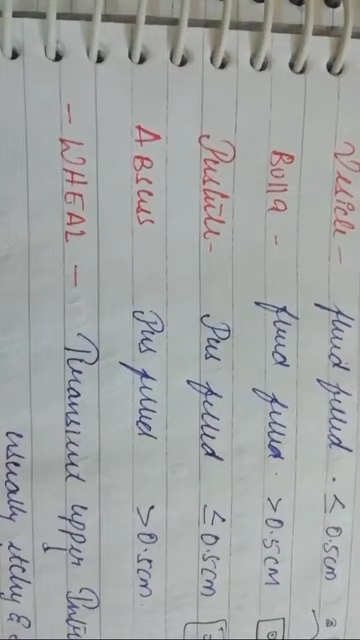 Vesicle - fluid filled. ≤ 0.5cm
Bulla - fluid filled. > 0.5cm
Pustule - Pus filled ≤ 0.5cm
Abscess Pus filled > 0.5cm.
- WHEAL - Transient upper
usually itchy &